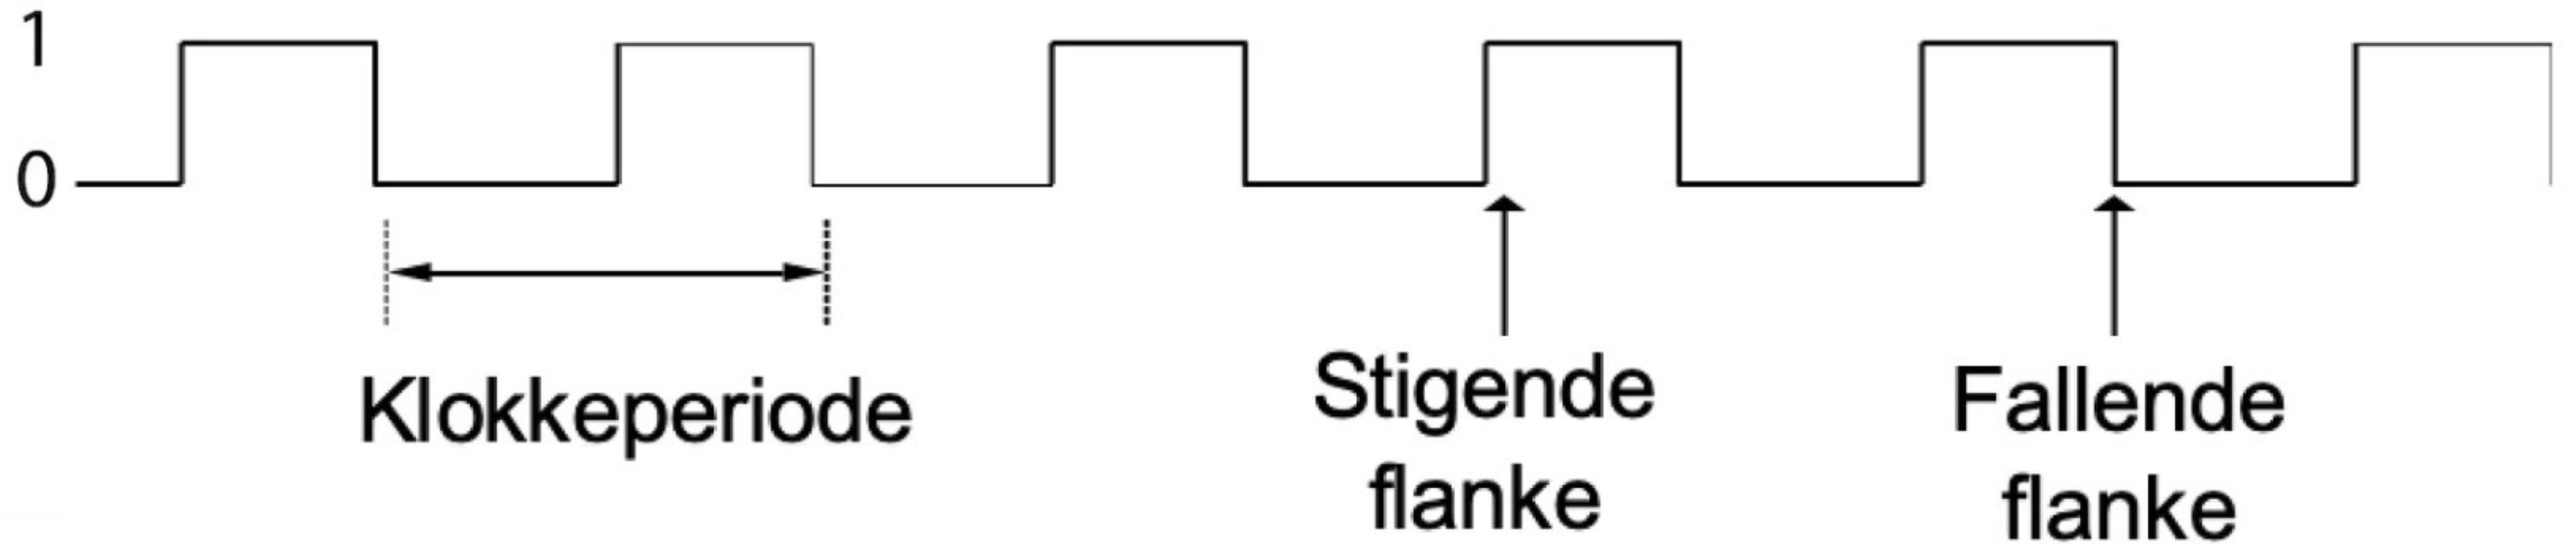 1
0
Klokkeperiode
Stigende
flanke
Fallende
flanke